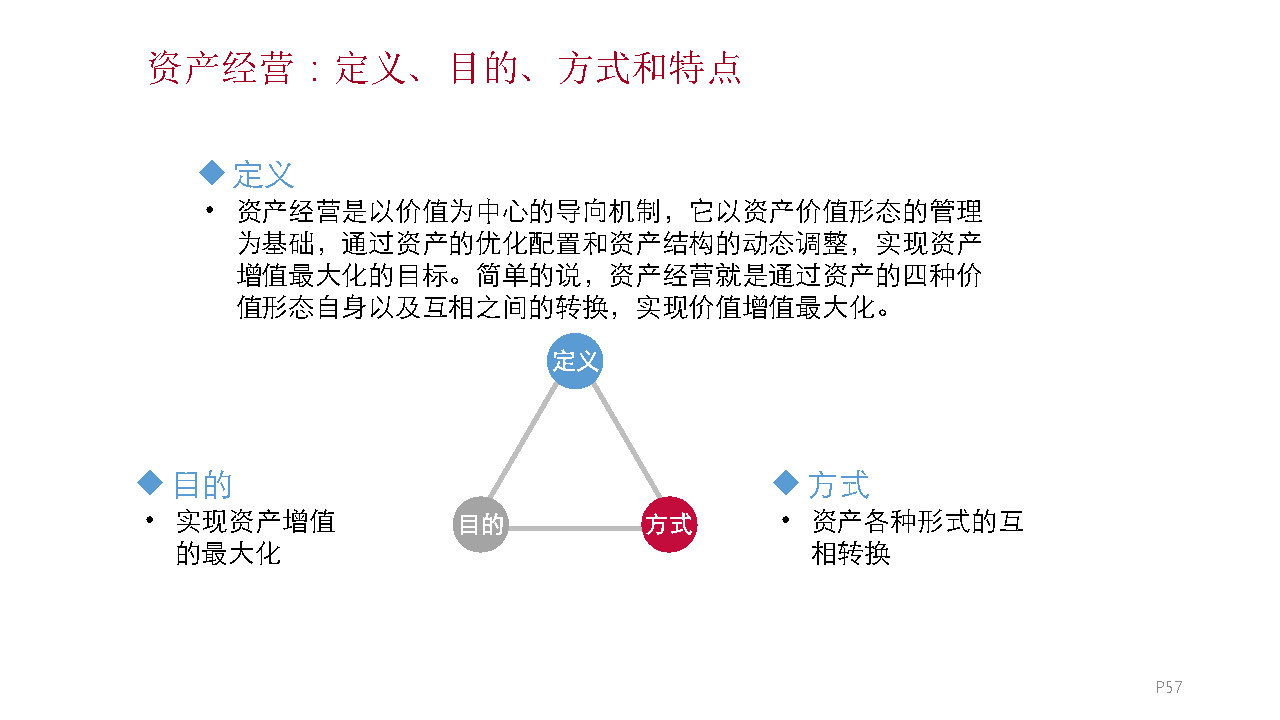 资产经营：定义、目的、方式和特点
◆ 定义
• 资产经营是以价值为中心的导向机制，它以资产价值形态的管理
为基础，通过资产的优化配置和资产结构的动态调整，实现资产
增值最大化的目标。简单的说，资产经营就是通过资产的四种价
值形态自身以及互相之间的转换，实现价值增值最大化。
定义
◆ 目的
• 实现资产增值
的最大化
目的
方式
◆ 方式
• 资产各种形式的互
相转换
P57